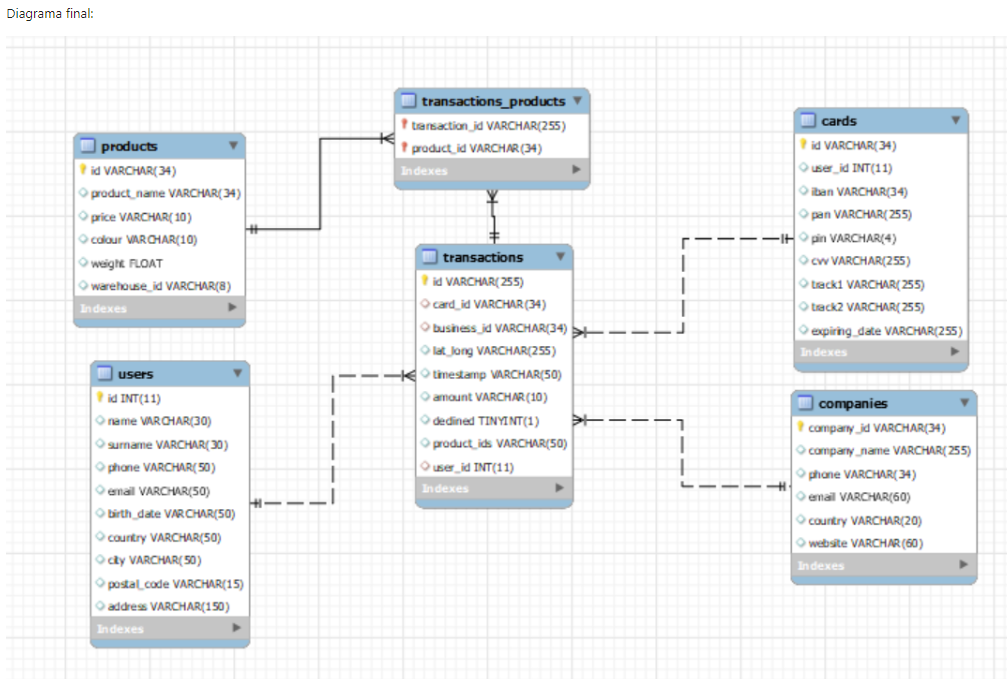 Diagrama final:
transactions_products
transaction_id VARCHAR(255)
product_id VARCHAR(34)
Indexes
products
id VARCHAR(34)
product_name VARCHAR(34)
price VARCHAR(10)
colour VARCHAR(10)
weight FLOAT
warehouse_id VARCHAR(8)
Indexes
cards
id VARCHAR(34)
user_id INT(11)
iban VARCHAR(34)
pan VARCHAR(255)
pin VARCHAR(4)
cvv VARCHAR(255)
track1 VARCHAR(255)
track2 VARCHAR(255)
expiring_date VARCHAR(255)
Indexes
transactions
id VARCHAR(255)
card_id VARCHAR(34)
business_id VARCHAR(34)
lat_long VARCHAR(255)
timestamp VARCHAR(50)
amount VARCHAR(10)
declined TINYINT(1)
product_ids VARCHAR(50)
user_id INT(11)
Indexes
users
id INT(11)
name VARCHAR(30)
surname VARCHAR(30)
phone VARCHAR(50)
email VARCHAR(50)
birth_date VARCHAR(50)
country VARCHAR(50)
city VARCHAR(50)
postal_code VARCHAR(15)
address VARCHAR(150)
Indexes
companies
company_id VARCHAR(34)
company_name VARCHAR(255)
phone VARCHAR(34)
email VARCHAR(60)
country VARCHAR(20)
website VARCHAR(60)
Indexes